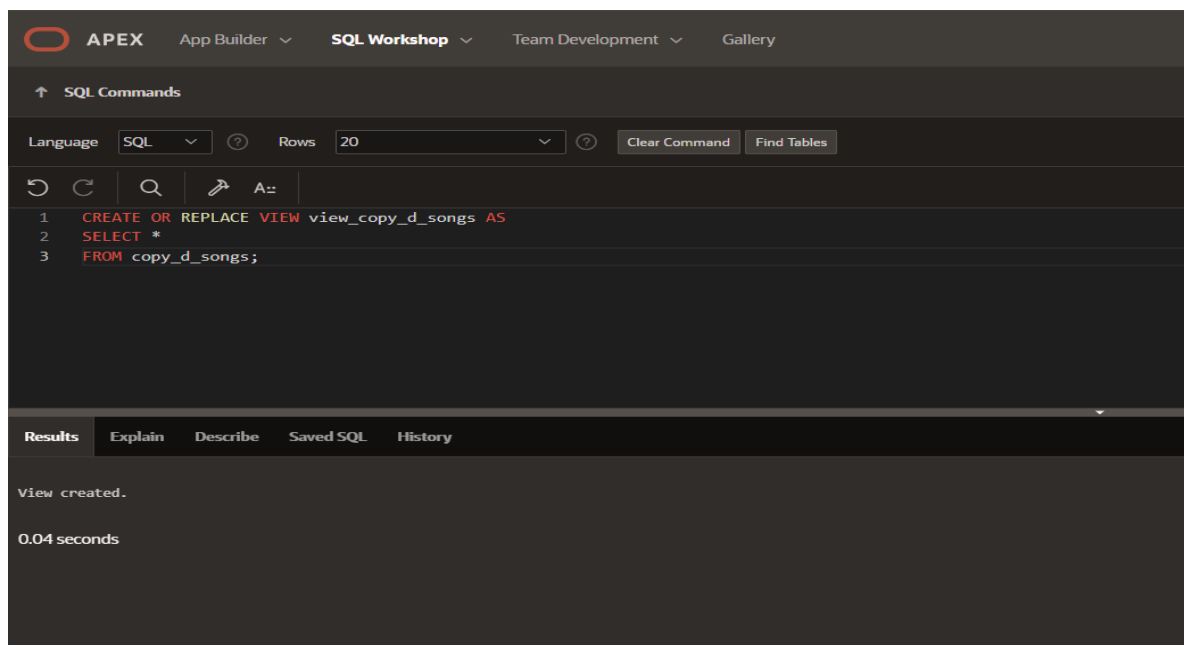 APEX App Builder SQL Workshop Team Development Gallery
SQL Commands
Language SQL Rows 20 Clear Command Find Tables
A
1 CREATE OR REPLACE VIEW view_copy_d_songs AS
2 SELECT *
3 FROM copy_d_songs;
Results Explain Describe Saved SQL History
View created.
0.04 seconds